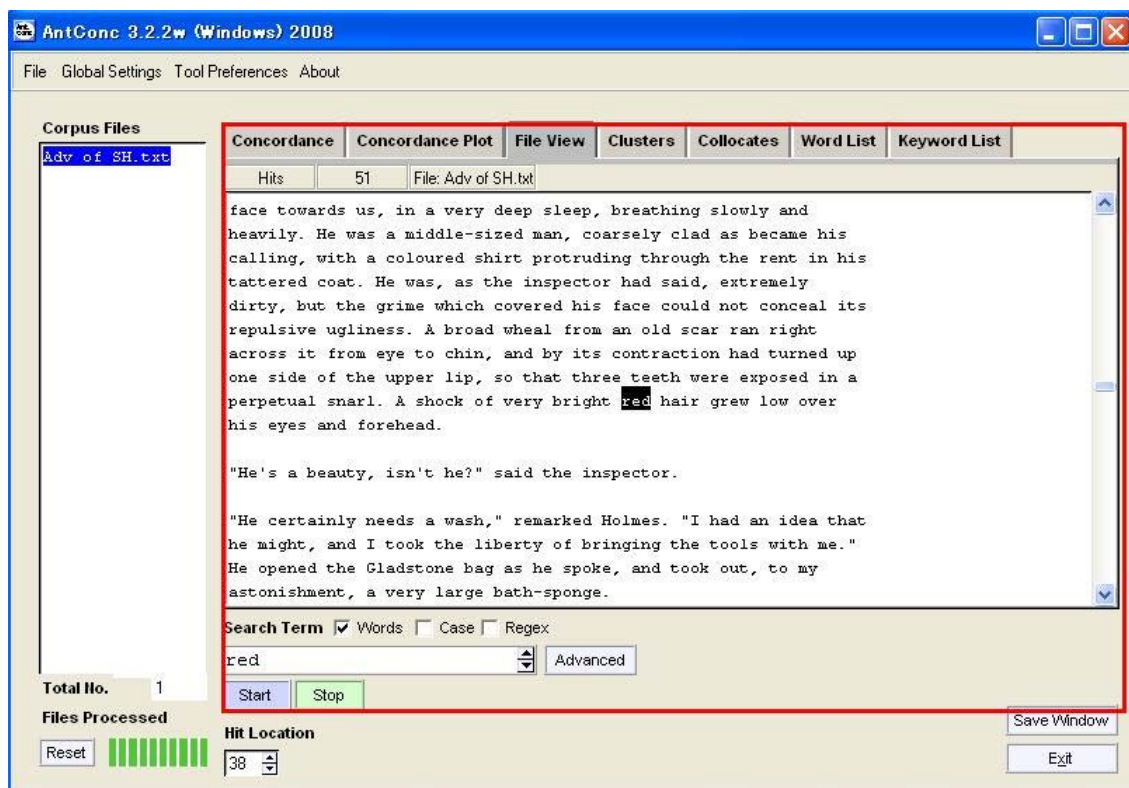 AntConc 3.2.2w (Windows) 2008
File Global Settings Tool Preferences About
Corpus Files
Adv of SH.txt
Concordance Concordance Plot File View Clusters Collocates Word List Keyword List
Hits 51 File: Adv of SH.txt
face towards us, in a very deep sleep, breathing slowly and
heavily. He was a middle-sized man, coarsely clad as became his
calling, with a coloured shirt protruding through the rent in his
tattered coat. He was, as the inspector had said, extremely
dirty, but the grime which covered his face could not conceal its
repulsive ugliness. A broad wheal from an old scar ran right
across it from eye to chin, and by its contraction had turned up
one side of the upper lip, so that three teeth were exposed in a
perpetual snarl. A shock of very bright red hair grew low over
his eyes and forehead.
"He's a beauty, isn't he?" said the inspector.
"He certainly needs a wash," remarked Holmes. "I had an idea that
he might, and I took the liberty of bringing the tools with me."
He opened the Gladstone bag as he spoke, and took out, to my
astonishment, a very large bath-sponge.
Search Term Words Case Regex
red Advanced
Start Stop
Total No. 1
Files Processed
Reset
Hit Location
38
Save Window
Exit